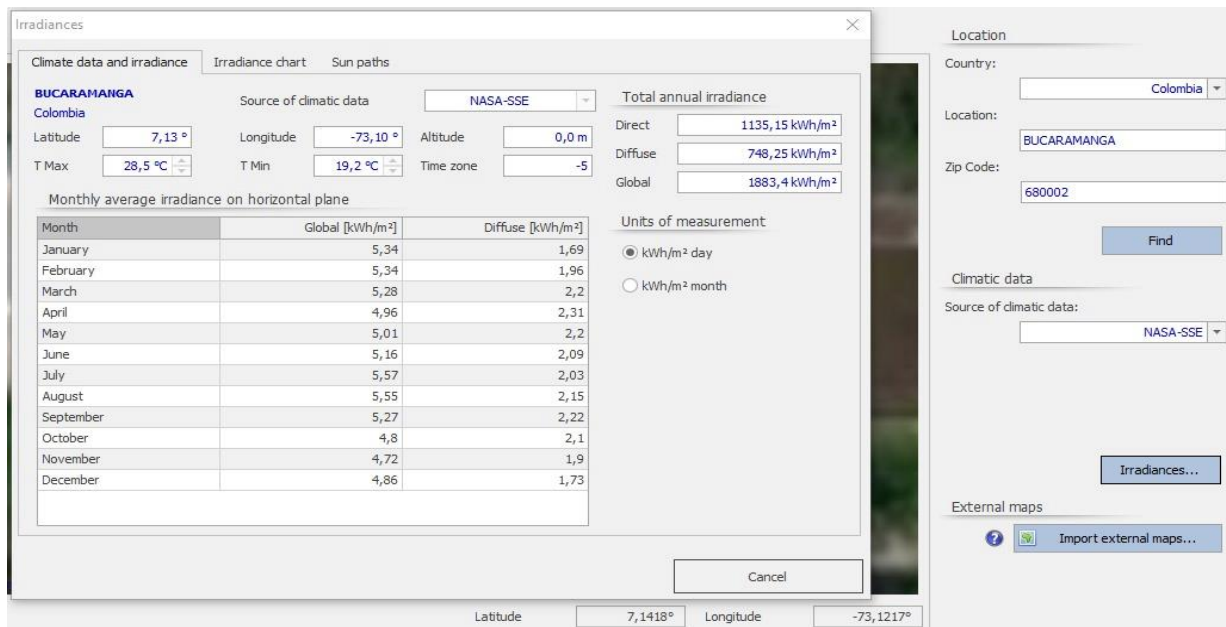 Irradiances
Climate data and irradiance Irradiance chart Sun paths
BUCARAMANGA
Colombia
Source of climatic data NASA-SSE
Latitude 7,13 º Longitude -73,10 º Altitude 0,0 m
T Max 28,5 ºC T Min 19,2 ºC Time zone -5
Total annual irradiance
Direct 1135,15 kWh/m²
Diffuse 748,25 kWh/m²
Global 1883,4 kWh/m²
Monthly average irradiance on horizontal plane
Month Global [kWh/m²] Diffuse [kWh/m²]
January 5,34 1,69
February 5,34 1,96
March 5,28 2,2
April 4,96 2,31
May 5,01 2,2
June 5,16 2,09
July 5,57 2,03
August 5,55 2,15
September 5,27 2,22
October 4,8 2,1
November 4,72 1,9
December 4,86 1,73
Units of measurement
kWh/m² day
kWh/m² month
Cancel
Latitude 7,1418° Longitude -73,1217°
Location
Country:
Colombia
Location:
BUCARAMANGA
Zip Code:
680002
Find
Climatic data
Source of climatic data:
NASA-SSE
Irradiances...
External maps
? Import external maps...